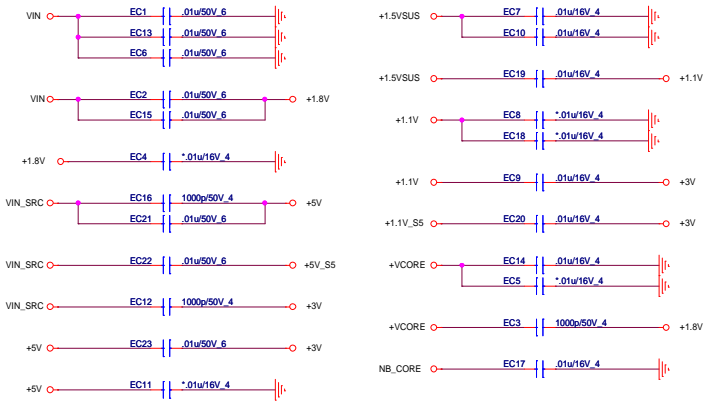 VIN EC1 .01u/50V_6
EC13 .01u/50V_6
EC6 .01u/50V_6
VIN EC2 .01u/50V_6 +1.8V
EC15 .01u/50V_6
+1.8V EC4 *.01u/16V_4
VIN_SRC EC16 1000p/50V_4 +5V
EC21 .01u/50V_6
VIN_SRC EC22 .01u/50V_6 +5V_S5
VIN_SRC EC12 1000p/50V_4 +3V
+5V EC23 .01u/50V_6 +3V
+5V EC11 *.01u/16V_4
+1.5VSUS EC7 .01u/16V_4
EC10 .01u/16V_4
+1.5VSUS EC19 .01u/16V_4 +1.1V
+1.1V EC8 *.01u/16V_4
EC18 *.01u/16V_4
+1.1V EC9 .01u/16V_4 +3V
+1.1V_S5 EC20 .01u/16V_4 +3V
+VCORE EC14 .01u/16V_4
EC5 *.01u/16V_4
+VCORE EC3 1000p/50V_4 +1.8V
NB_CORE EC17 .01u/16V_4